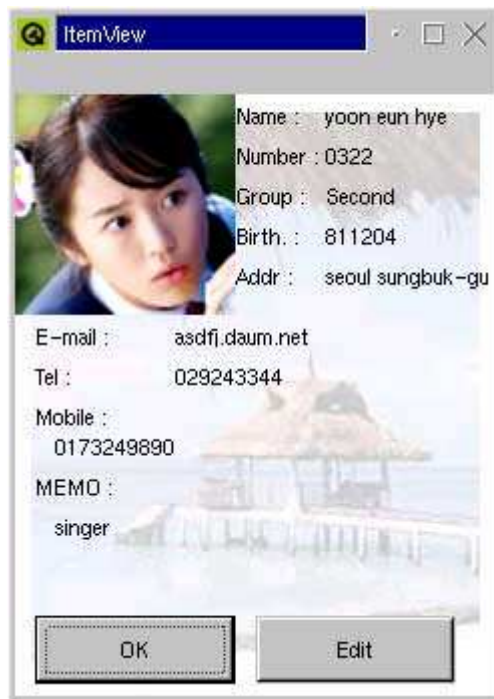 ItemView
Name : yoon eun hye
Number : 0322
Group : Second
Birth. : 811204
Addr : seoul sungbuk-gu
E-mail : asdfj.daum.net
Tel : 029243344
Mobile :
0173249890
MEMO :
singer
OK Edit